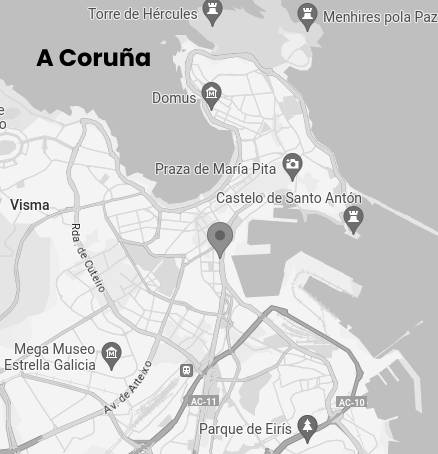 Torre de Hércules
Menhires pola Paz
A Coruña
Domus
Praza de María Pita
Castelo de Santo Antón
Visma
Rda. de Outeiro
Mega Museo
Estrella Galicia
Av. de Arteixo
AC-11
AC-10
Parque de Eirís